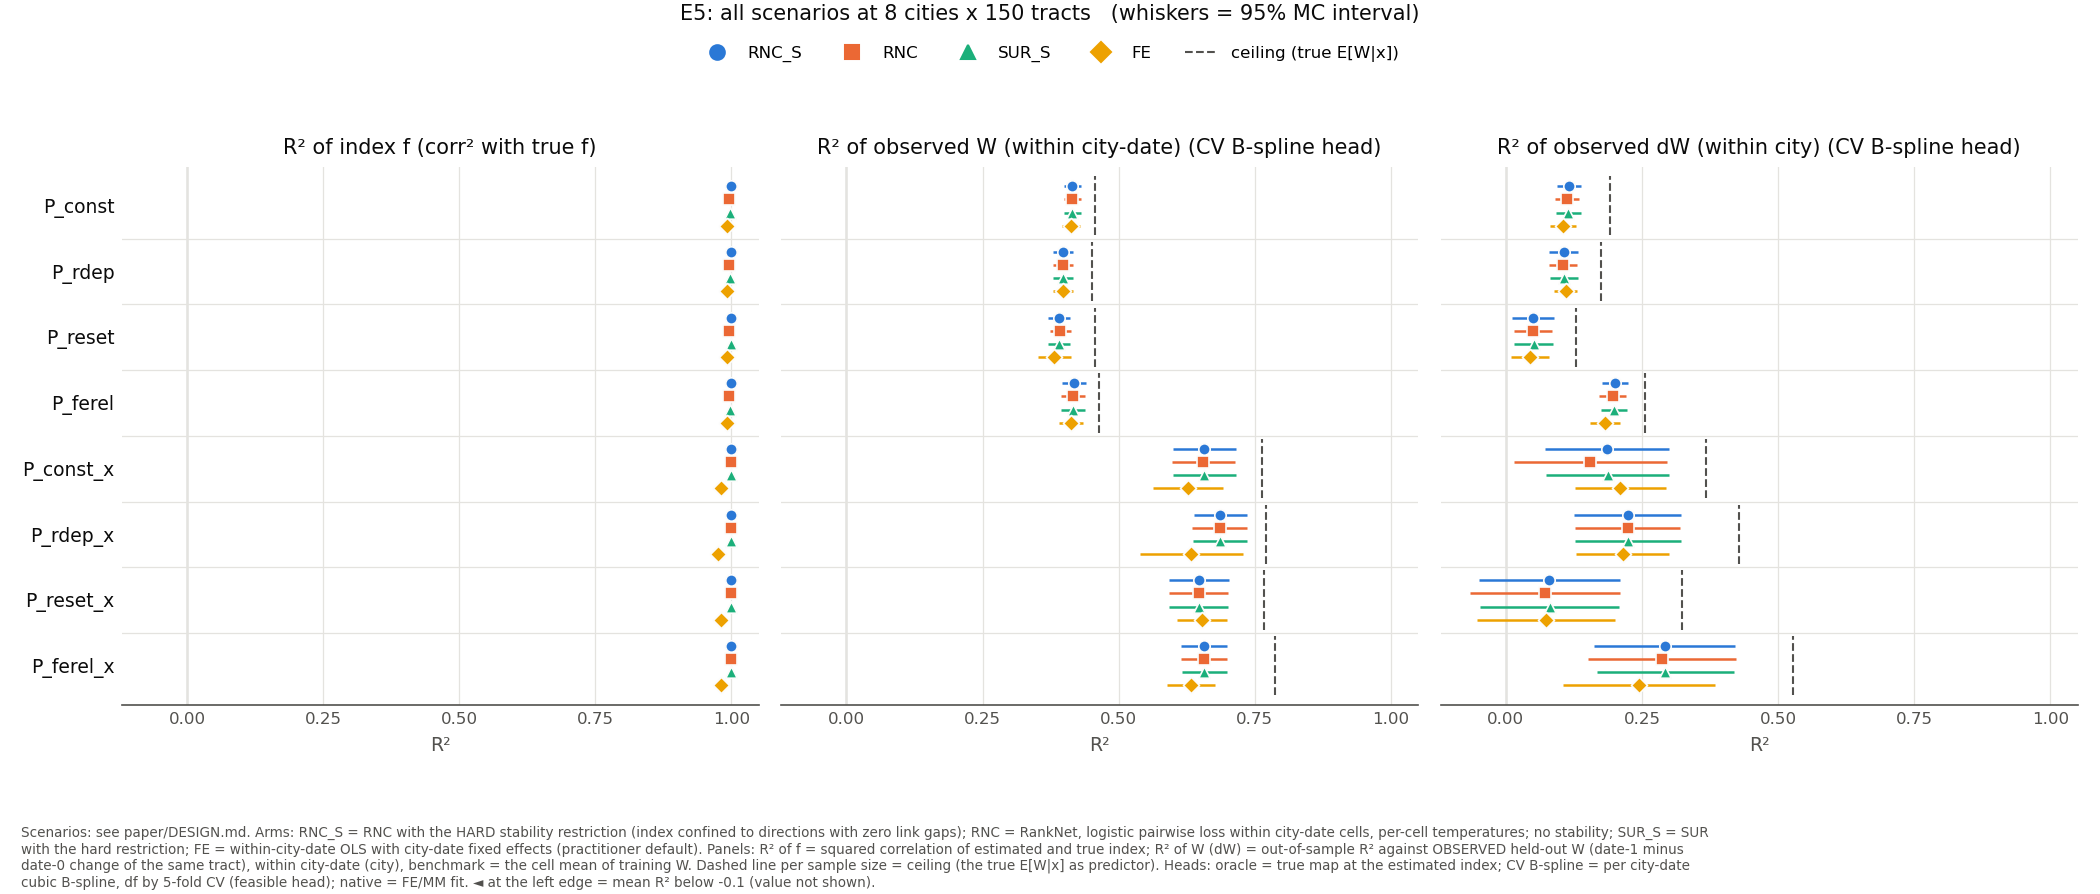 E5: all scenarios at 8 cities x 150 tracts (whiskers = 95% MC interval)
RNC_S RNC SUR_S FE ceiling (true E[W|x])
R² of index f (corr² with true f)
R² of observed W (within city-date) (CV B-spline head)
R² of observed dW (within city) (CV B-spline head)
P_const
P_rdep
P_reset
P_ferel
P_const_x
P_rdep_x
P_reset_x
P_ferel_x
0.00 0.25 0.50 0.75 1.00
0.00 0.25 0.50 0.75 1.00
0.00 0.25 0.50 0.75 1.00
R²
R²
R²
Scenarios: see paper/DESIGN.md. Arms: RNC_S = RNC with the HARD stability restriction (index confined to directions with zero link gaps); RNC = RankNet, logistic pairwise loss within city-date cells, per-cell temperatures; no stability; SUR_S = SUR
with the hard restriction; FE = within-city-date OLS with city-date fixed effects (practitioner default). Panels: R² of f = squared correlation of estimated and true index; R² of W (dW) = out-of-sample R² against OBSERVED held-out W (date-1 minus
date-0 change of the same tract), within city-date (city), benchmark = the cell mean of training W. Dashed line per sample size = ceiling (the true E[W|x] as predictor). Heads: oracle = true map at the estimated index; CV B-spline = per city-date
cubic B-spline, df by 5-fold CV (feasible head); native = FE/MM fit. ◄ at the left edge = mean R² below -0.1 (value not shown).